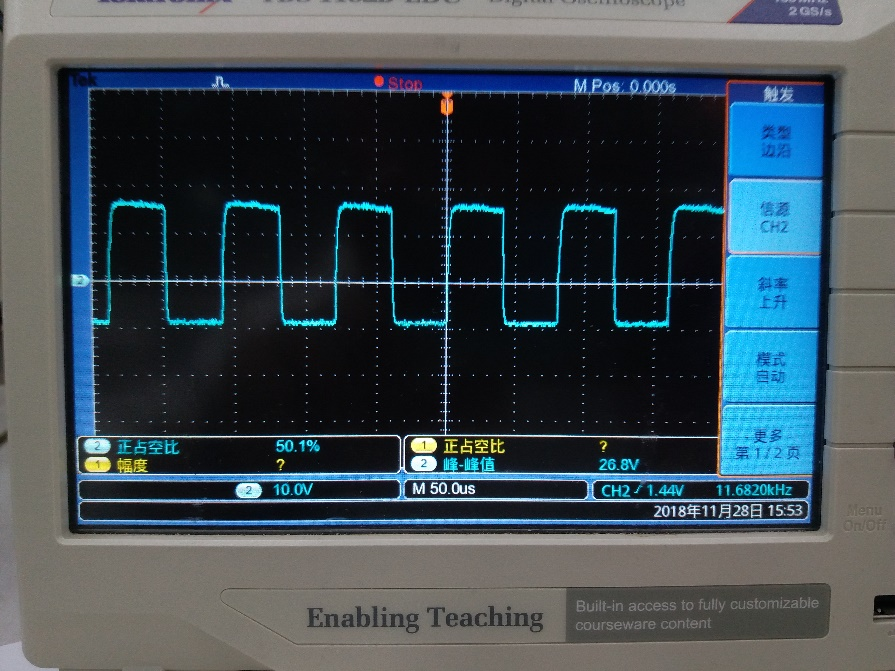 Digital Oscilloscope
2 GS/s
Tek
Stop
M Pos: 0.000s
触发
类型
边沿
信源
CH2
斜率
上升
模式
自动
更多
第 1 / 2 页
2
2 正占空比 50.1%
1 幅度 ?
1 正占空比 ?
2 峰-峰值 26.8V
2 10.0V
M 50.0us
CH2 / 1.44V 11.6820kHz
2018年11月28日 15:53
Menu
On/Off
Enabling Teaching
Built-in access to fully customizable
courseware content